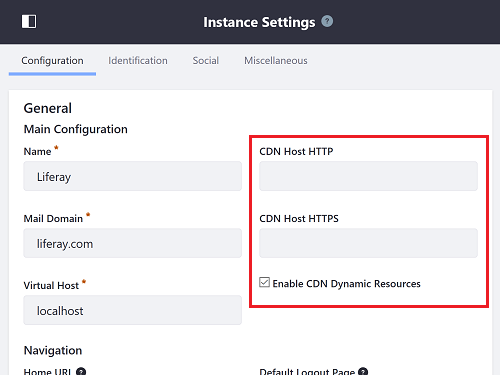 Instance Settings ?
Configuration Identification Social Miscellaneous
General
Main Configuration
Name *
Liferay
CDN Host HTTP
Mail Domain *
liferay.com
CDN Host HTTPS
Virtual Host *
localhost
Enable CDN Dynamic Resources
Navigation
Home URL ?
Default Logout Page ?